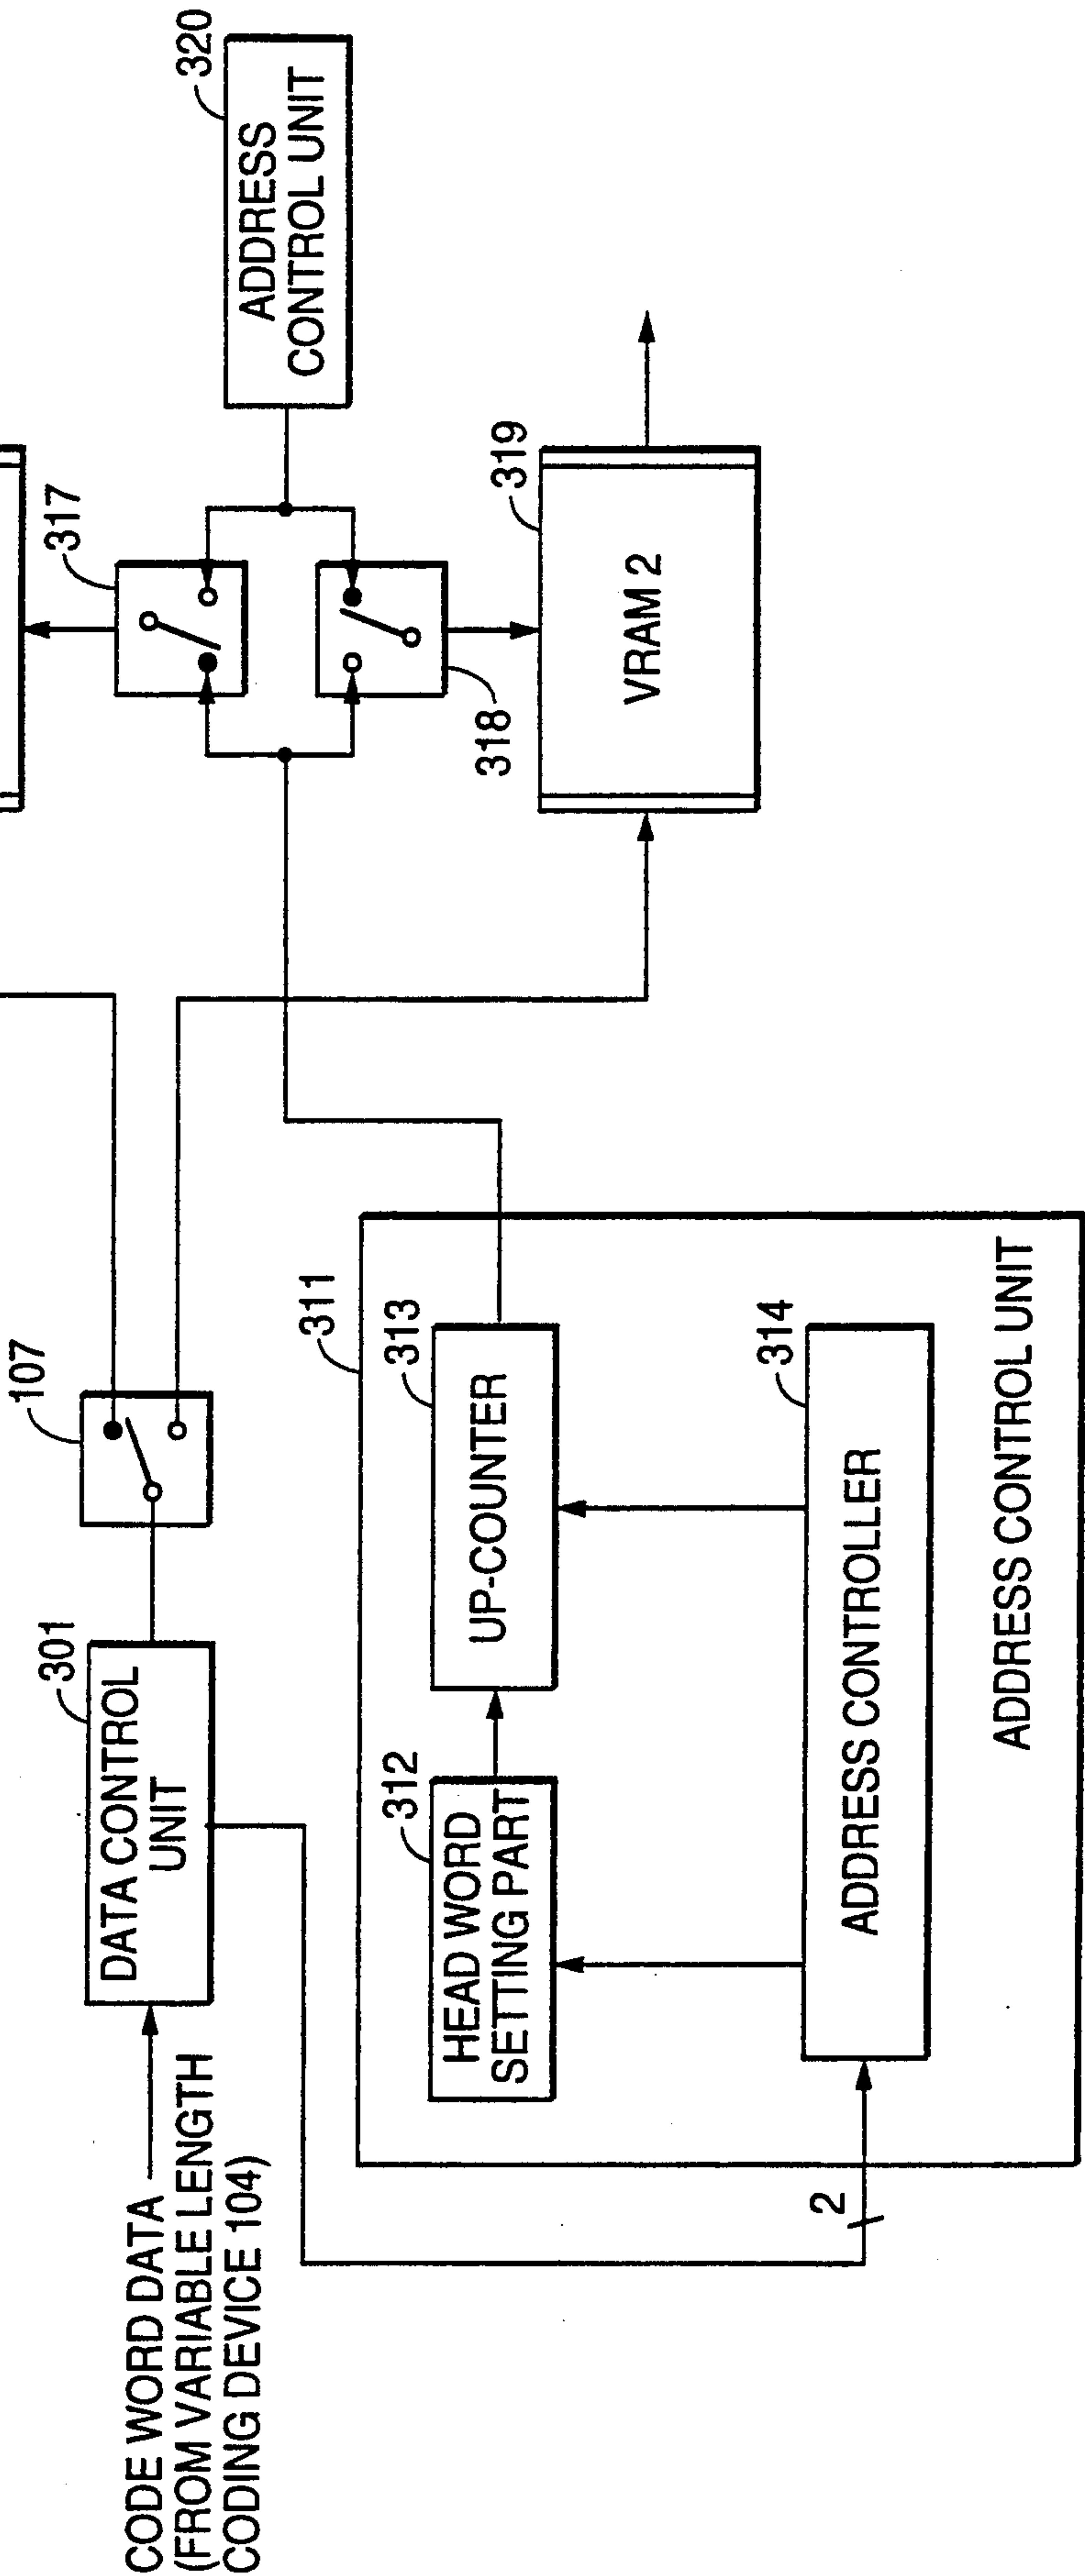 CODE WORD DATA
(FROM VARIABLE LENGTH
CODING DEVICE 104)
301
DATA CONTROL
UNIT
107
317
320
ADDRESS
CONTROL UNIT
318
319
VRAM 2
311
312
HEAD WORD
SETTING PART
313
UP-COUNTER
314
ADDRESS CONTROLLER
2
ADDRESS CONTROL UNIT